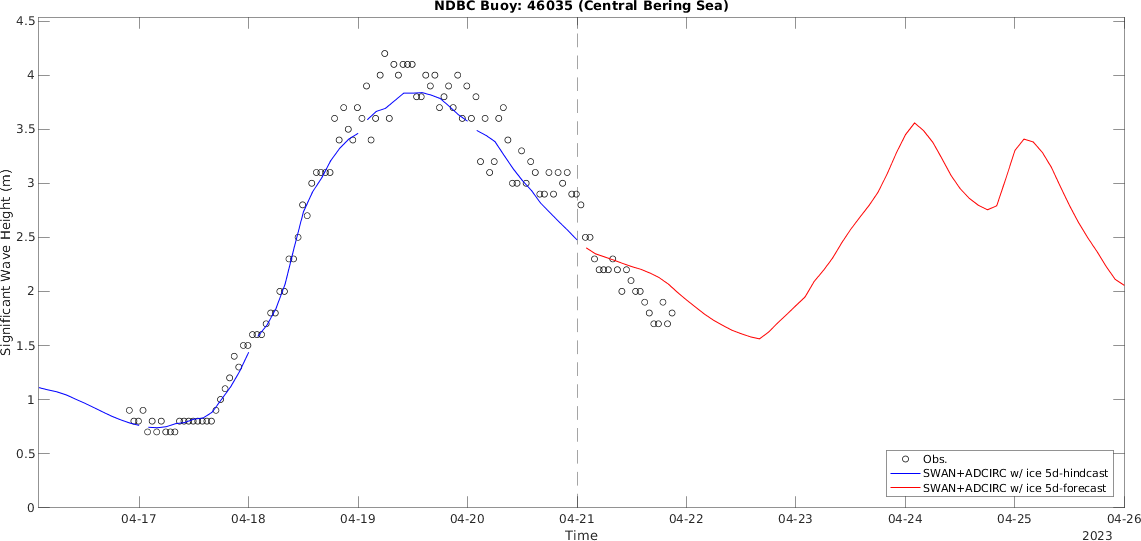 NDBC Buoy: 46035 (Central Bering Sea)
4.5
4
3.5
3
2.5
2
1.5
1
0.5
0
Significant Wave Height (m)
04-17 04-18 04-19 04-20 04-21 04-22 04-23 04-24 04-25 04-26
Time
2023
Obs.
SWAN+ADCIRC w/ ice 5d-hindcast
SWAN+ADCIRC w/ ice 5d-forecast